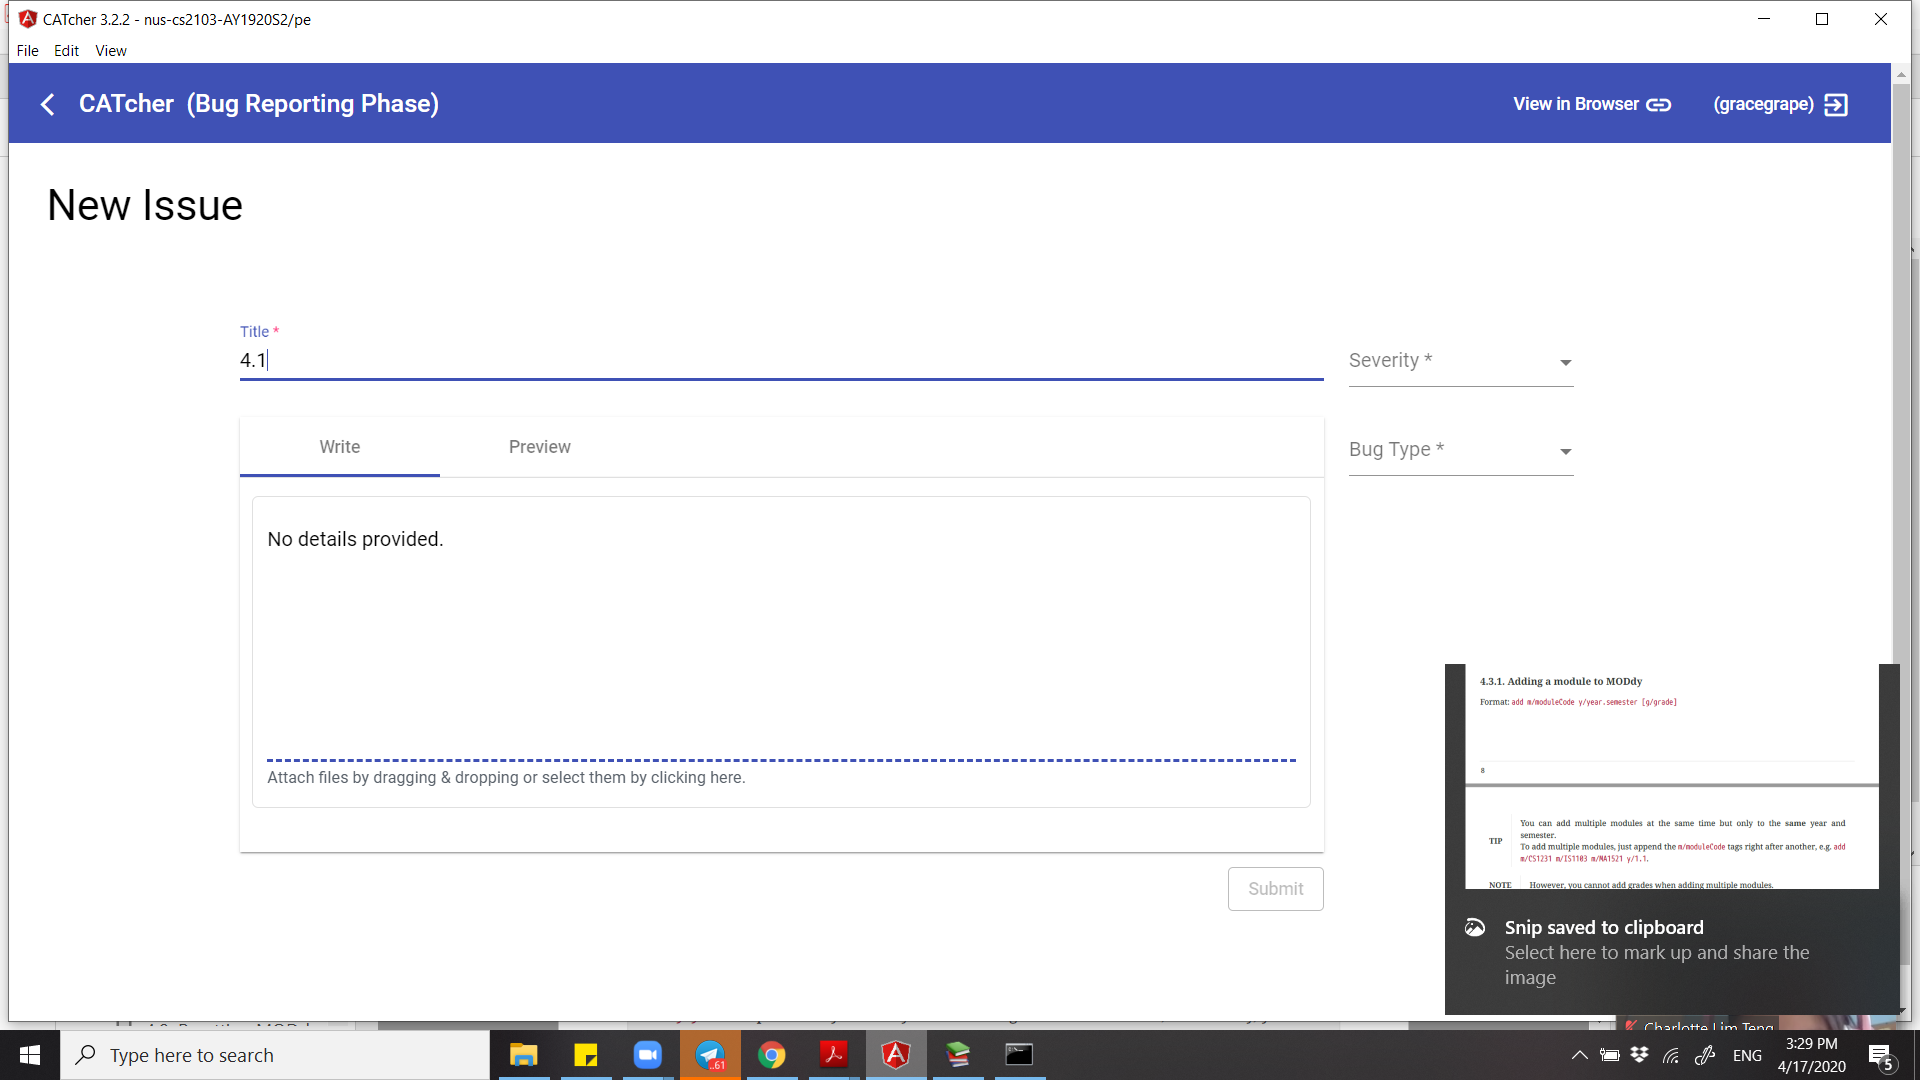 CATcher 3.2.2 - nus-cs2103-AY1920S2/pe
File Edit View
CATcher (Bug Reporting Phase)
View in Browser
(gracegrape)
New Issue
Title *
4.1
Severity *
Write
Preview
Bug Type *
No details provided.
Attach files by dragging & dropping or select them by clicking here.
Submit
4.3.1. Adding a module to MODdy
Format: add m/moduleCode y/year.semester [g/grade]
8
TIP
You can add multiple modules at the same time but only to the same year and
semester.
To add multiple modules, just append the m/moduleCode tags right after another, e.g. add
m/CS1231 m/IS1103 m/MA1521 y/1.1.
NOTE
However, you cannot add grades when adding multiple modules.
Snip saved to clipboard
Select here to mark up and share the
image
Charlotte Lim Teng
Type here to search
..61
ENG
3:29 PM
4/17/2020
5